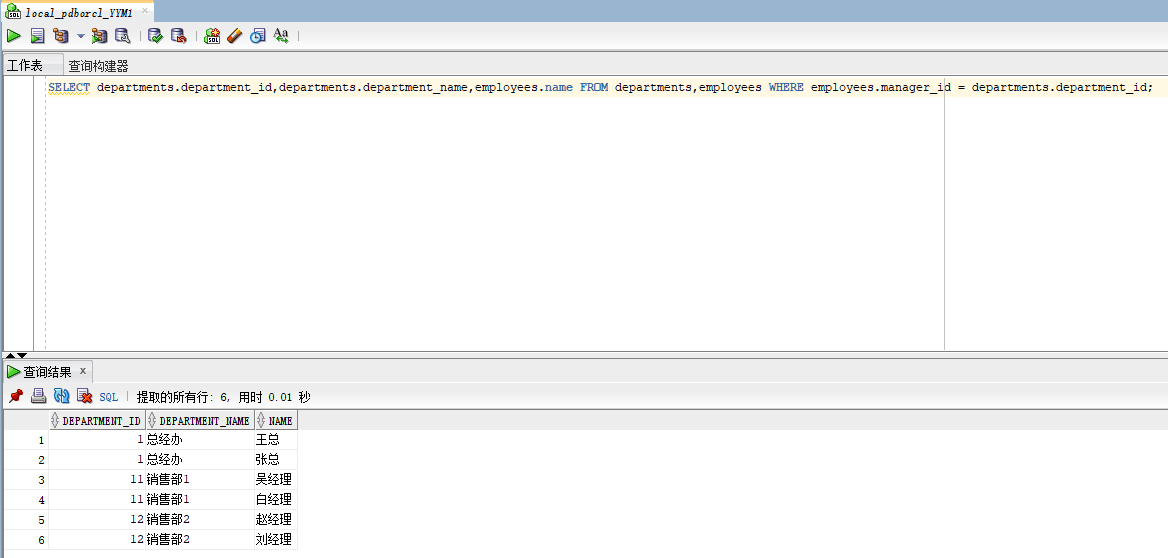 local_pdborcl_YYM1
工作表 查询构建器
SELECT departments.department_id,departments.department_name,employees.name FROM departments,employees WHERE employees.manager_id = departments.department_id;
查询结果 x
SQL | 提取的所有行: 6, 用时 0.01 秒
DEPARTMENT_ID DEPARTMENT_NAME NAME
1 1 总经办 王总
2 1 总经办 张总
3 11 销售部1 吴经理
4 11 销售部1 白经理
5 12 销售部2 赵经理
6 12 销售部2 刘经理